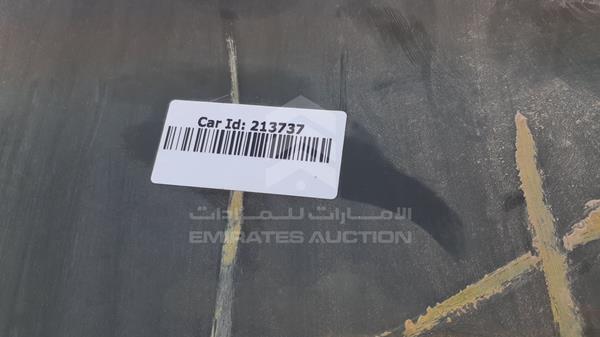 Car Id: 213737
الامارات للمزادات
EMIRATES AUCTION